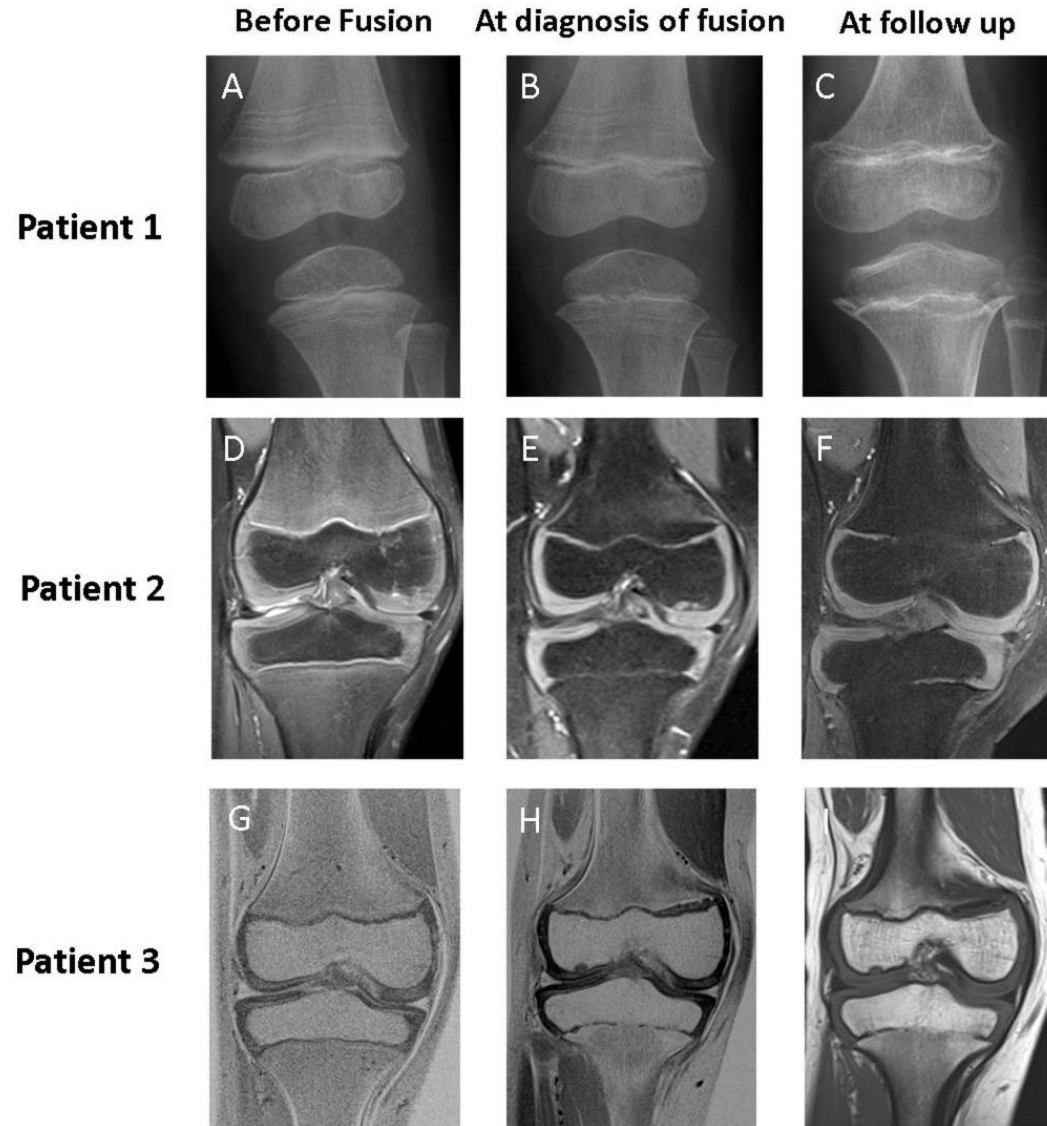 Before Fusion At diagnosis of fusion At follow up
A B C
Patient 1
D E F
Patient 2
G H I
Patient 3